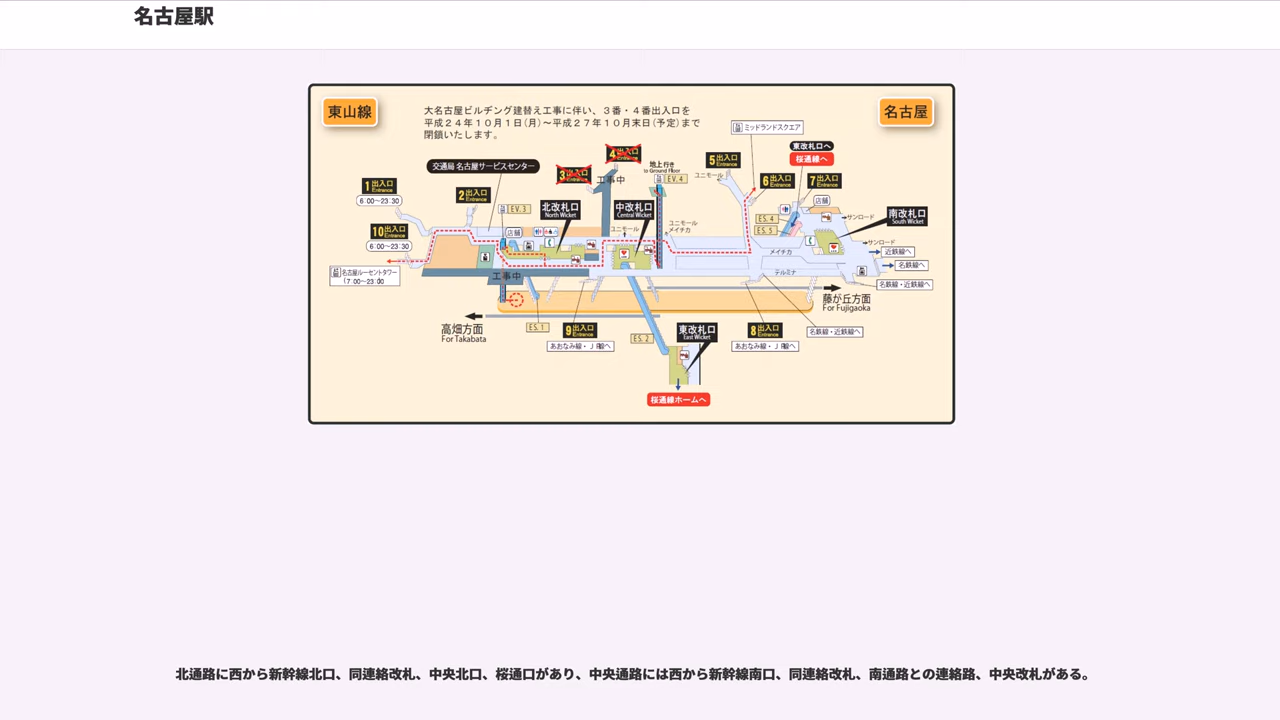 名古屋駅
東山線
名古屋
大名古屋ビルヂング建替え工事に伴い、3番・4番出入口を
平成24年10月1日(月)~平成27年10月末日(予定)まで
閉鎖いたします。
ミッドランドスクエア
交通局 名古屋サービスセンター
4出入口
3出入口
工事中
地上行き
to Ground Floor
EV.4
5出入口
Entrance
ユニモール
東改札口へ
桜通線へ
6出入口
Entrance
7出入口
Entrance
1出入口
Entrance
6:00~23:30
2出入口
Entrance
EV.3
北改札口
North Wicket
中改札口
Central Wicket
店舗
ES.4
ES.5
サンロード
南改札口
South Wicket
10出入口
Entrance
6:00~23:30
店舗
ユニモール
ユニモール
メイチカ
メイチカ
サンロード
近鉄線へ
名鉄線へ
名古屋ルーセントタワー
7:00~23:00
工事中
テルミナ
名鉄線・近鉄線へ
藤が丘方面
For Fujigaoka
高畑方面
For Takabata
ES.1
9出入口
Entrance
あおなみ線・JR線へ
ES.2
東改札口
East Wicket
8出入口
Entrance
あおなみ線・JR線へ
名鉄線・近鉄線へ
桜通線ホームへ
北通路に西から新幹線北口、同連絡改札、中央北口、桜通口があり、中央通路には西から新幹線南口、同連絡改札、南通路との連絡路、中央改札がある。